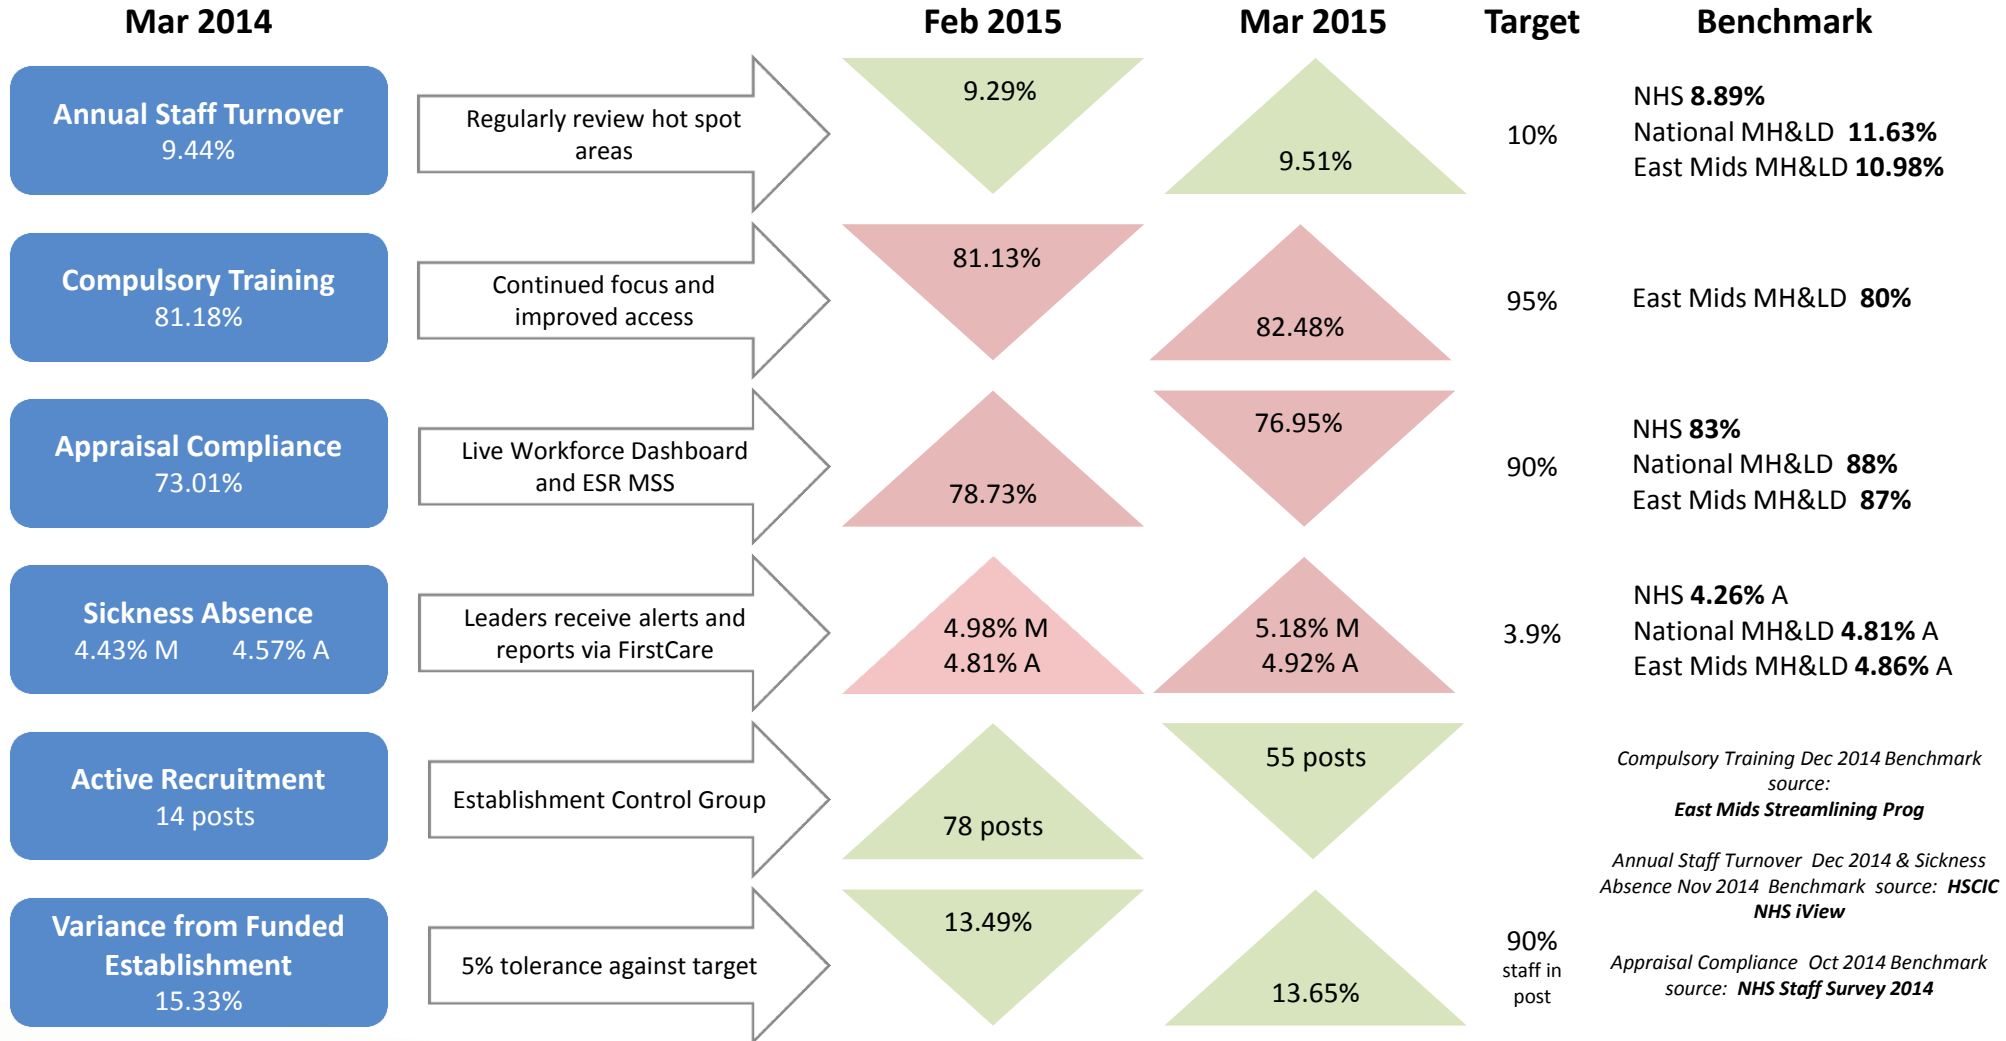 Mar 2014
Feb 2015
Mar 2015
Target
Benchmark
Annual Staff Turnover
9.44%
Regularly review hot spot
areas
9.29%
9.51%
10%
NHS 8.89%
National MH&LD 11.63%
East Mids MH&LD 10.98%
Compulsory Training
81.18%
Continued focus and
improved access
81.13%
82.48%
95%
East Mids MH&LD 80%
Appraisal Compliance
73.01%
Live Workforce Dashboard
and ESR MSS
78.73%
76.95%
90%
NHS 83%
National MH&LD 88%
East Mids MH&LD 87%
Sickness Absence
4.43% M 4.57% A
Leaders receive alerts and
reports via FirstCare
4.98% M
4.81% A
5.18% M
4.92% A
3.9%
NHS 4.26% A
National MH&LD 4.81% A
East Mids MH&LD 4.86% A
Active Recruitment
14 posts
Establishment Control Group
78 posts
55 posts
Compulsory Training Dec 2014 Benchmark
source:
East Mids Streamlining Prog
Variance from Funded
Establishment
15.33%
5% tolerance against target
13.49%
13.65%
90%
staff in
post
Annual Staff Turnover Dec 2014 & Sickness
Absence Nov 2014 Benchmark source: HSCIC
NHS iView
Appraisal Compliance Oct 2014 Benchmark
source: NHS Staff Survey 2014